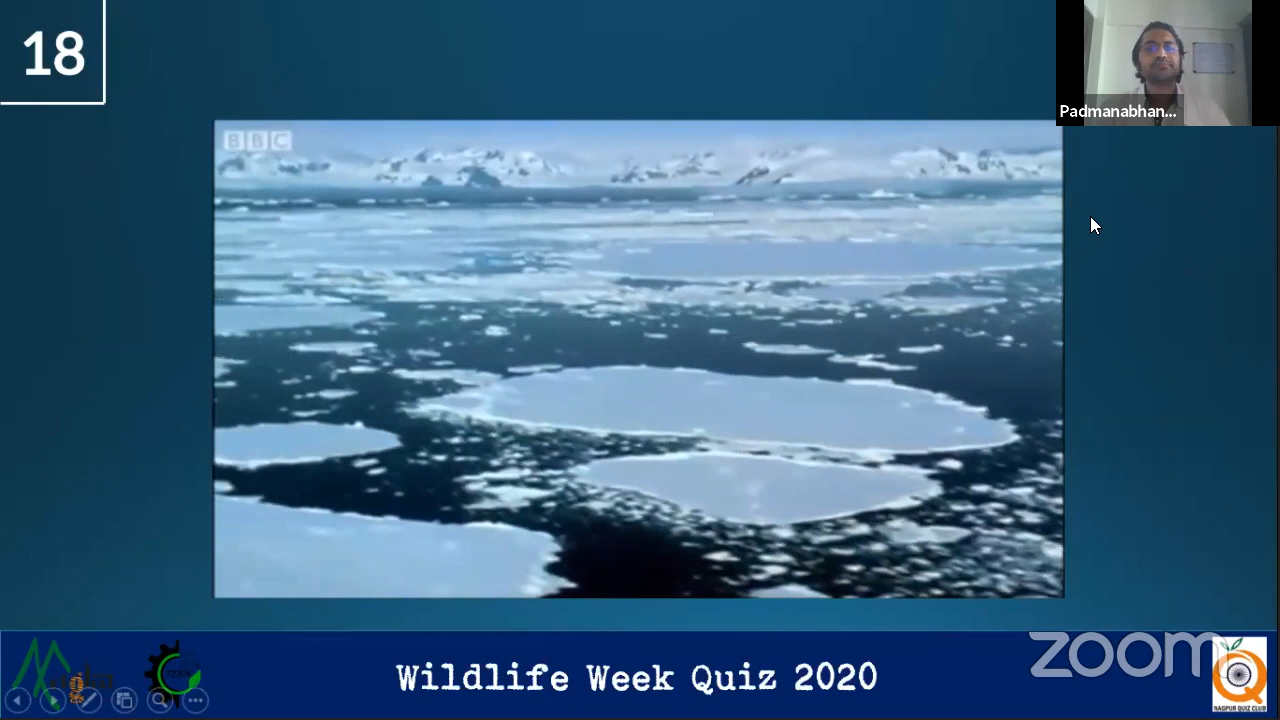 18
BBC
Padmanabhan...
Wildlife Week Quiz 2020
zoom
NAGPUR QUIZ CLUB